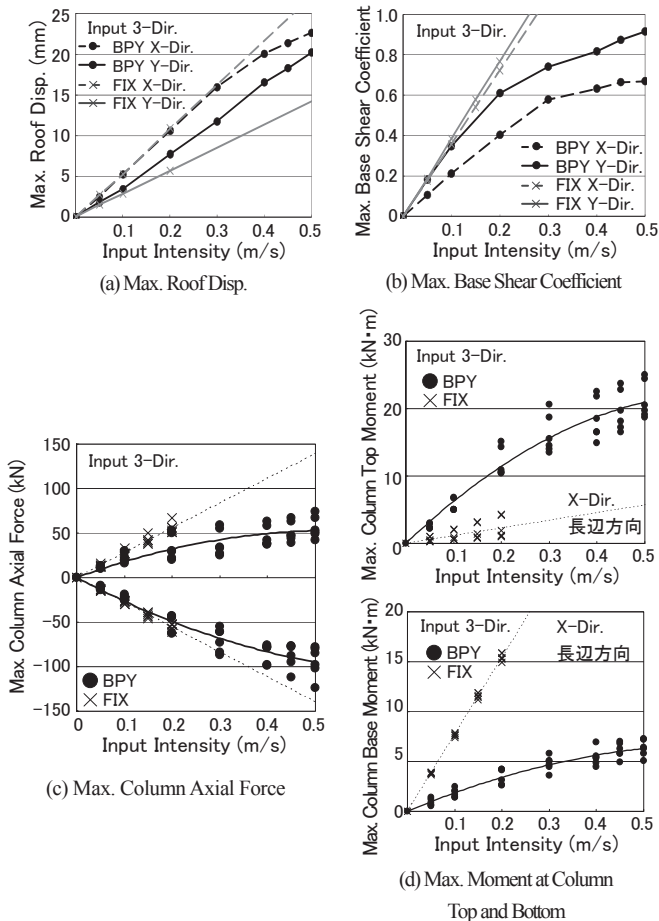 Input 3-Dir.
BPY X-Dir.
BPY Y-Dir.
FIX X-Dir.
FIX Y-Dir.
Max. Roof Disp. (mm)
25
20
15
10
5
0
0.1 0.2 0.3 0.4 0.5
Input Intensity (m/s)
(a) Max. Roof Disp.
Input 3-Dir.
BPY X-Dir.
BPY Y-Dir.
FIX X-Dir.
FIX Y-Dir.
Max. Base Shear Coefficient
1.0
0.8
0.6
0.4
0.2
0
0.1 0.2 0.3 0.4 0.5
Input Intensity (m/s)
(b) Max. Base Shear Coefficient
Input 3-Dir.
BPY
FIX
Max. Column Axial Force (kN)
150
100
50
0
−50
−100
−150
0 0.1 0.2 0.3 0.4 0.5
Input Intensity (m/s)
(c) Max. Column Axial Force
Input 3-Dir.
BPY
FIX
X-Dir.
長辺方向
Max. Column Top Moment (kN・m)
30
20
10
0
0.1 0.2 0.3 0.4 0.5
Input Intensity (m/s)
Input 3-Dir.
BPY
FIX
X-Dir.
長辺方向
Max. Column Base Moment (kN・m)
20
15
10
5
0
0.1 0.2 0.3 0.4 0.5
Input Intensity (m/s)
(d) Max. Moment at Column
Top and Bottom